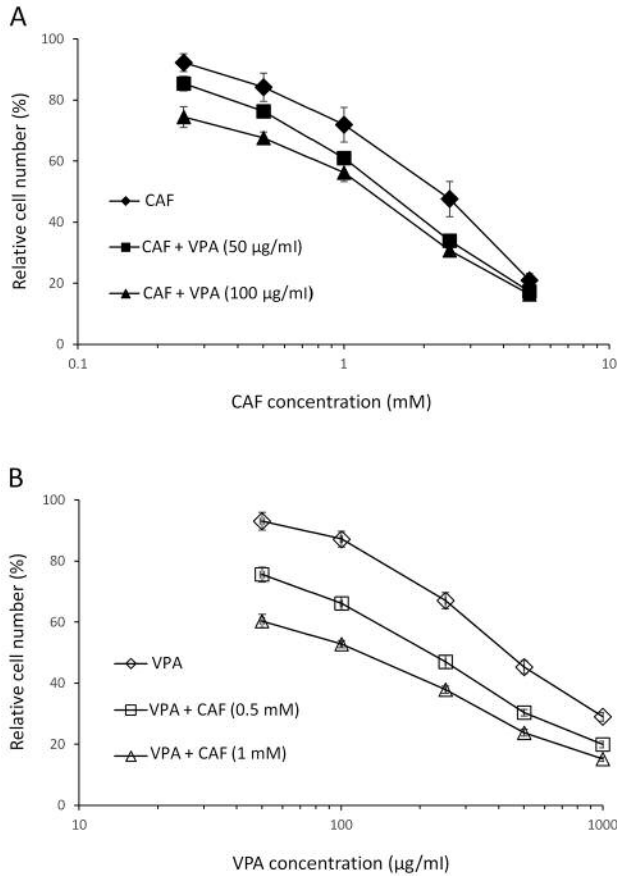 A
100
80
60
40
20
0
Relative cell number (%)
CAF
CAF + VPA (50 µg/ml)
CAF + VPA (100 µg/ml)
0.1
1
10
CAF concentration (mM)
B
100
80
60
40
20
0
Relative cell number (%)
VPA
VPA + CAF (0.5 mM)
VPA + CAF (1 mM)
10
100
1000
VPA concentration (µg/ml)